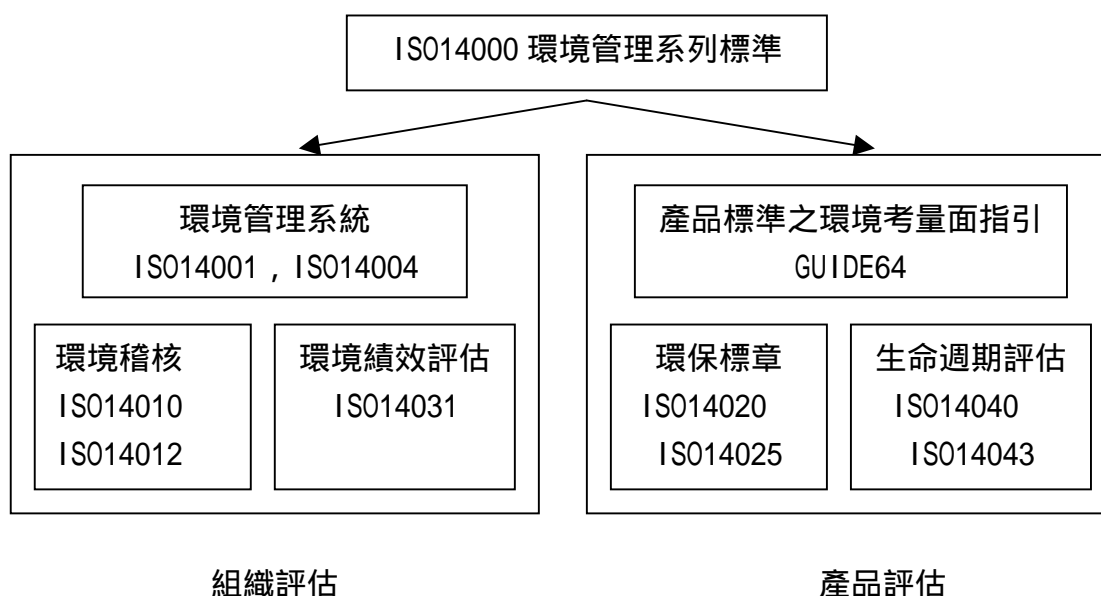 ISO14000 環境管理系列標準
環境管理系統
ISO14001，ISO14004
環境稽核
ISO14010
ISO14012
環境績效評估
ISO14031
組織評估
產品標準之環境考量面指引
GUIDE64
環保標章
ISO14020
ISO14025
生命週期評估
ISO14040
ISO14043
產品評估